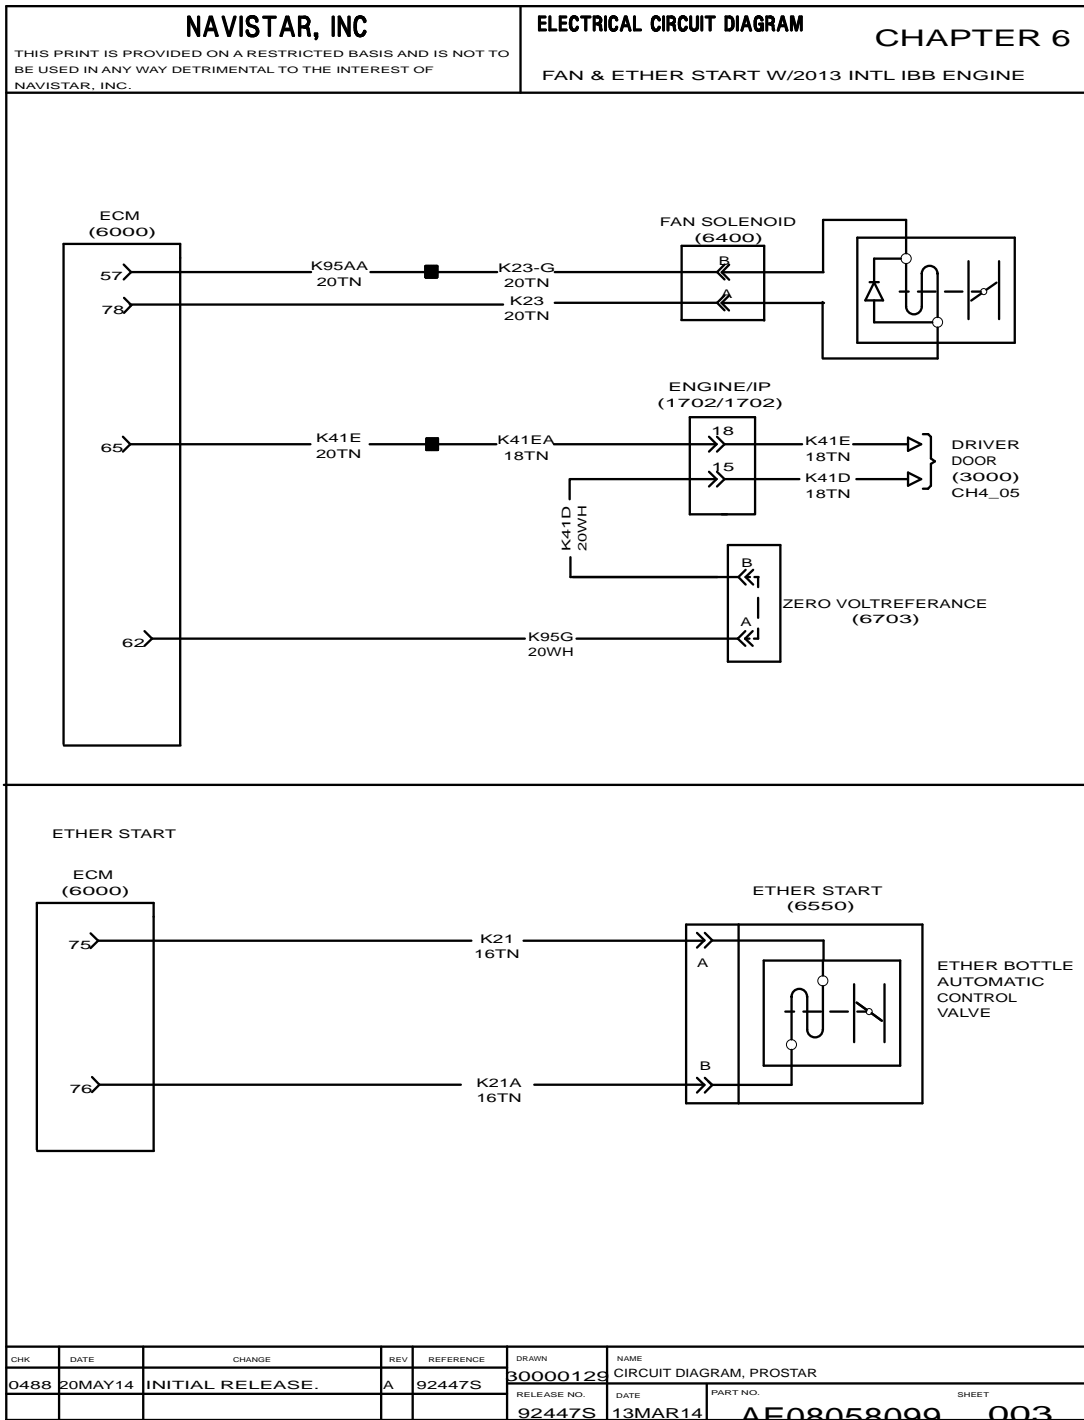 NAVISTAR, INC
THIS PRINT IS PROVIDED ON A RESTRICTED BASIS AND IS NOT TO
BE USED IN ANY WAY DETRIMENTAL TO THE INTEREST OF
NAVISTAR, INC.
ELECTRICAL CIRCUIT DIAGRAM
CHAPTER 6
FAN & ETHER START W/2013 INTL IBB ENGINE
ECM
(6000)
57
K95AA
20TN
K23-G
20TN
78
K23
20TN
FAN SOLENOID
(6400)
B
A
ENGINE/IP
(1702/1702)
65
K41E
20TN
K41EA
18TN
18
K41E
18TN
15
K41D
18TN
DRIVER
DOOR
(3000)
CH4_05
K41D
20WH
B
A
ZERO VOLTREFERANCE
(6703)
62
K95G
20WH
ETHER START
ECM
(6000)
75
K21
16TN
76
K21A
16TN
ETHER START
(6550)
A
B
ETHER BOTTLE
AUTOMATIC
CONTROL
VALVE
CHK DATE CHANGE REV REFERENCE
0488 20MAY14 INITIAL RELEASE. A 92447S
DRAWN
30000129
NAME
CIRCUIT DIAGRAM, PROSTAR
RELEASE NO.
92447S
DATE
13MAR14
PART NO.
AE08058099
SHEET
003